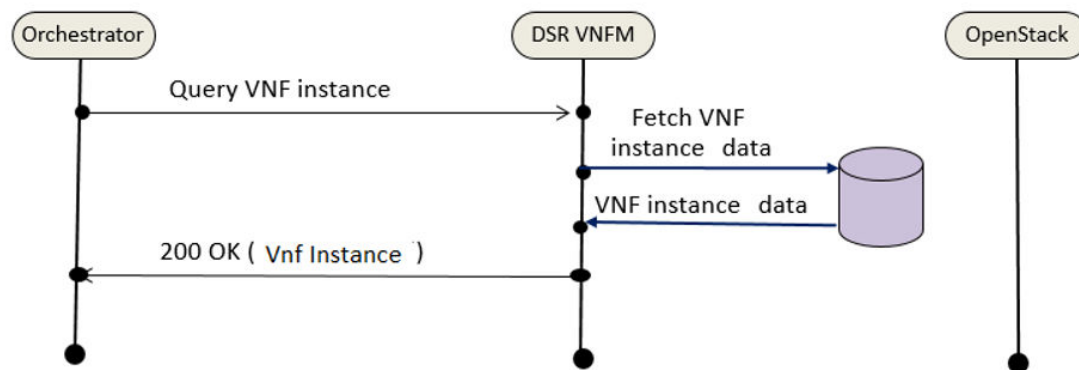 Orchestrator
DSR VNFM
OpenStack
Query VNF instance
Fetch VNF
instance data
VNF instance data
200 OK ( Vnf Instance )